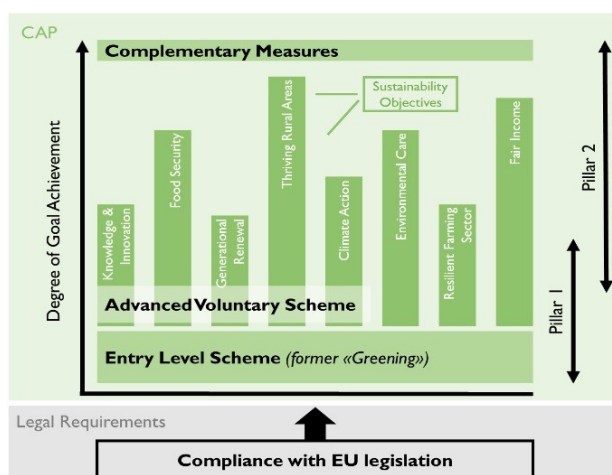 CAP
Complementary Measures
Sustainability
Objectives
Degree of Goal Achievement
Knowledge &
Innovation
Food Security
Generational
Renewal
Thriving Rural Areas
Climate Action
Environmental Care
Resilient Farming
Sector
Fair Income
Pillar 2
Pillar 1
Advanced Voluntary Scheme
Entry Level Scheme (former «Greening»)
Legal Requirements
Compliance with EU legislation